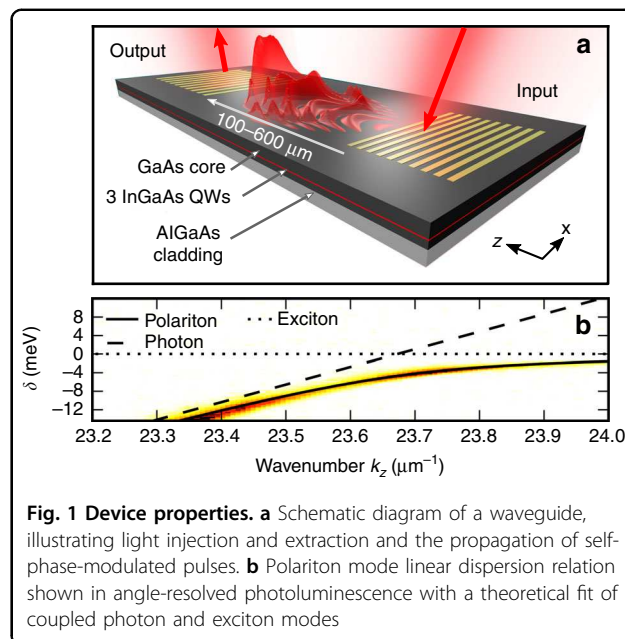 a
Output
Input
100–600 μm
GaAs core
3 InGaAs QWs
AlGaAs
cladding
z
x
b
Polariton
Exciton
Photon
δ (meV)
8
4
0
−4
−8
−12
23.2 23.3 23.4 23.5 23.6 23.7 23.8 23.9 24.0
Wavenumber kz (μm−1)
Fig. 1 Device properties. a Schematic diagram of a waveguide,
illustrating light injection and extraction and the propagation of self-
phase-modulated pulses. b Polariton mode linear dispersion relation
shown in angle-resolved photoluminescence with a theoretical fit of
coupled photon and exciton modes